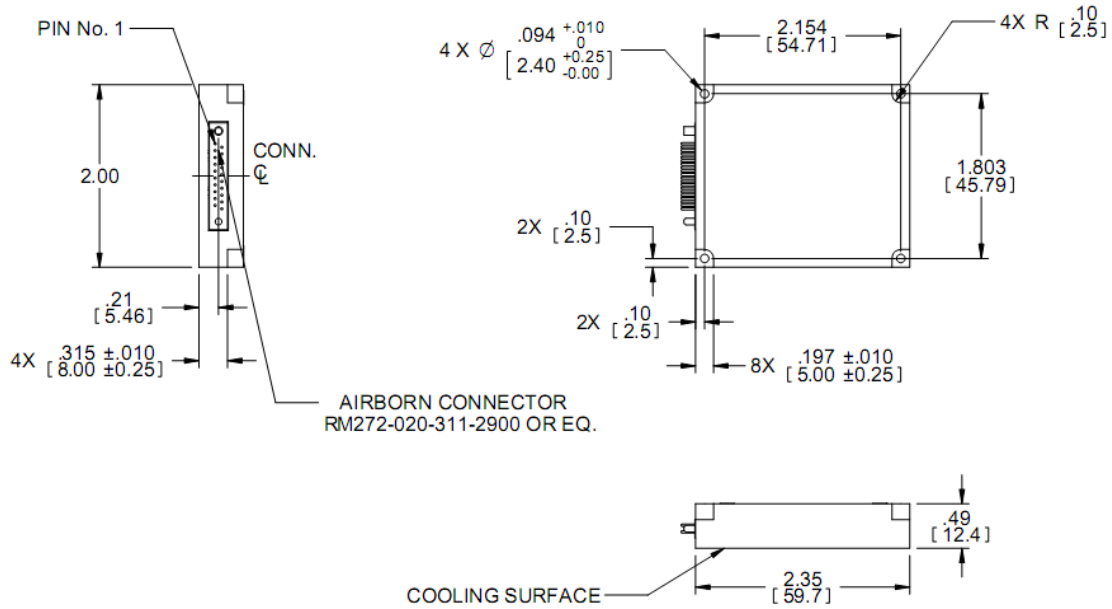 PIN No. 1
2.00
CONN.
℄
.21
[ 5.46 ]
4X .315 ±.010
[ 8.00 ±0.25 ]
AIRBORN CONNECTOR
RM272-020-311-2900 OR EQ.
4 X Ø .094 +.010
0
[ 2.40 +0.25
-0.00 ]
2.154
[ 54.71 ]
4X R .10
[ 2.5 ]
1.803
[ 45.79 ]
2X .10
[ 2.5 ]
2X .10
[ 2.5 ]
8X .197 ±.010
[ 5.00 ±0.25 ]
.49
[ 12.4 ]
2.35
[ 59.7 ]
COOLING SURFACE